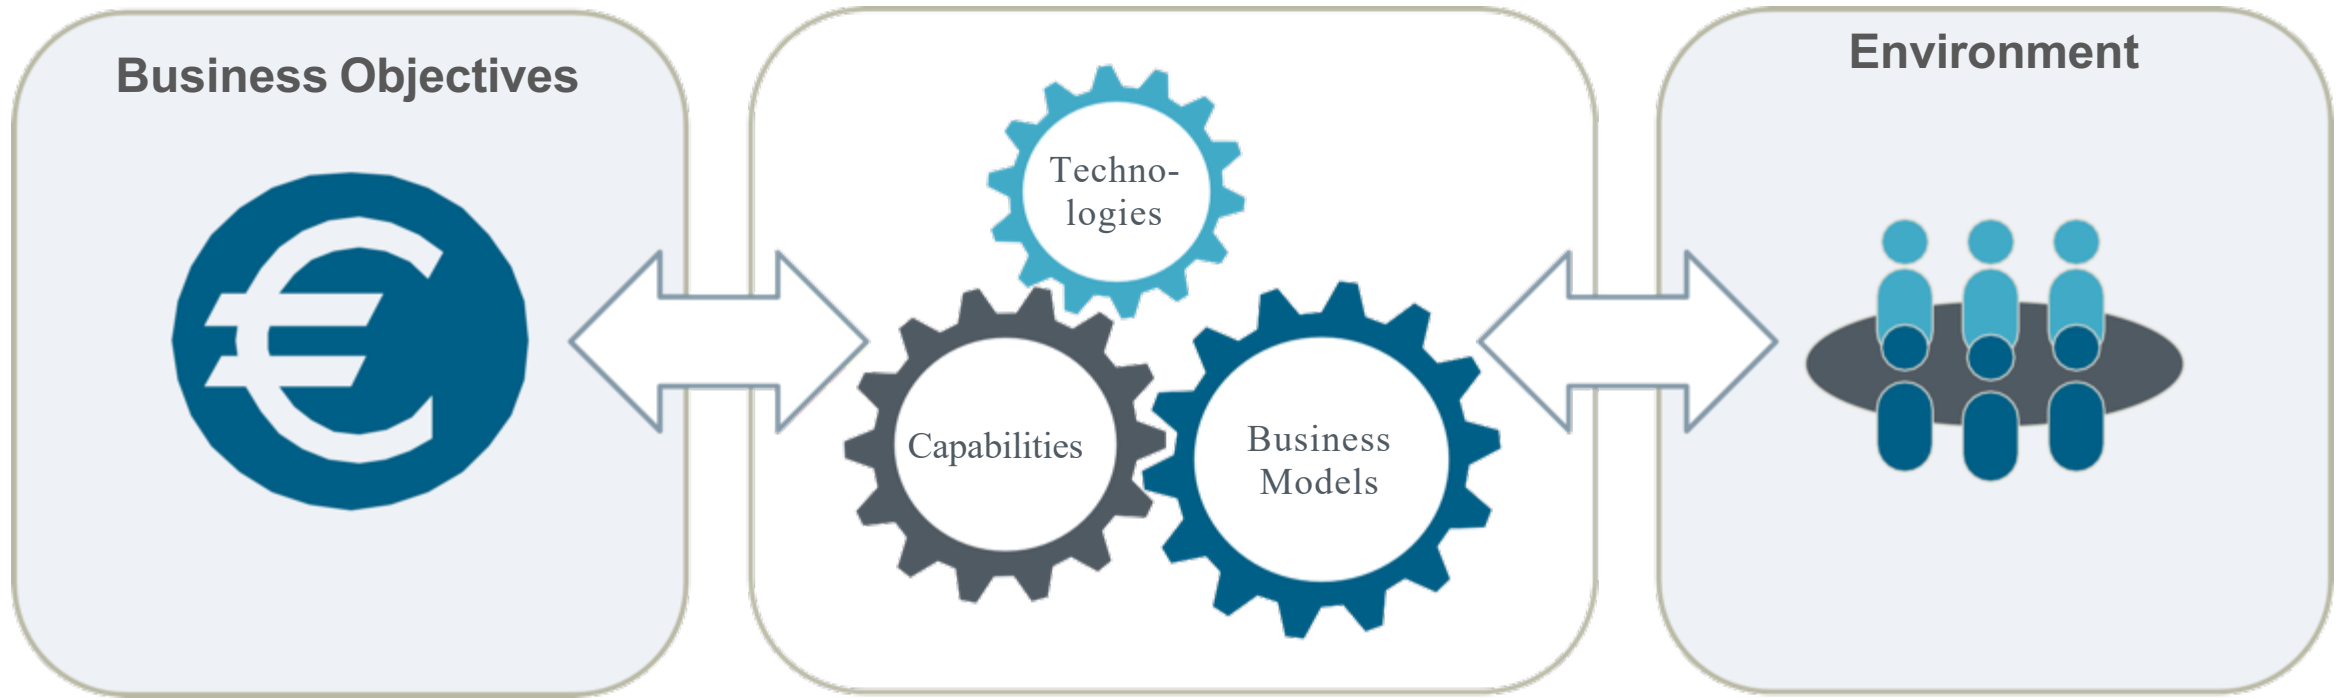 Business Objectives
Techno-
logies
Capabilities
Business
Models
Environment